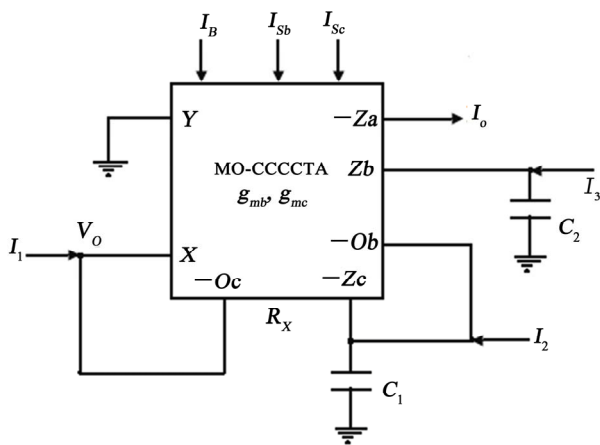 I_B I_Sb I_Sc
Y −Za I_o
MO-CCCCTA Zb
g_mb, g_mc I_3
V_O −Ob C_2
I_1 X
−Oc −Zc
R_X I_2
C_1